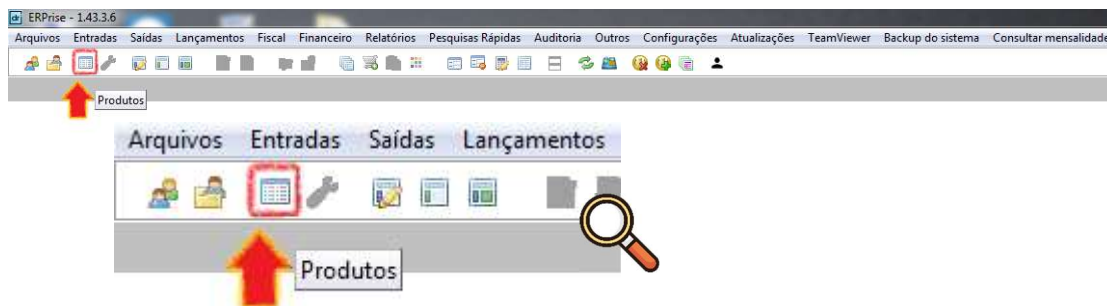 ERPrise - 1.43.3.6
Arquivos Entradas Saídas Lançamentos Fiscal Financeiro Relatórios Pesquisas Rápidas Auditoria Outros Configurações Atualizações TeamViewer Backup do sistema Consultar mensalidade
Produtos
Arquivos Entradas Saídas Lançamentos
Produtos